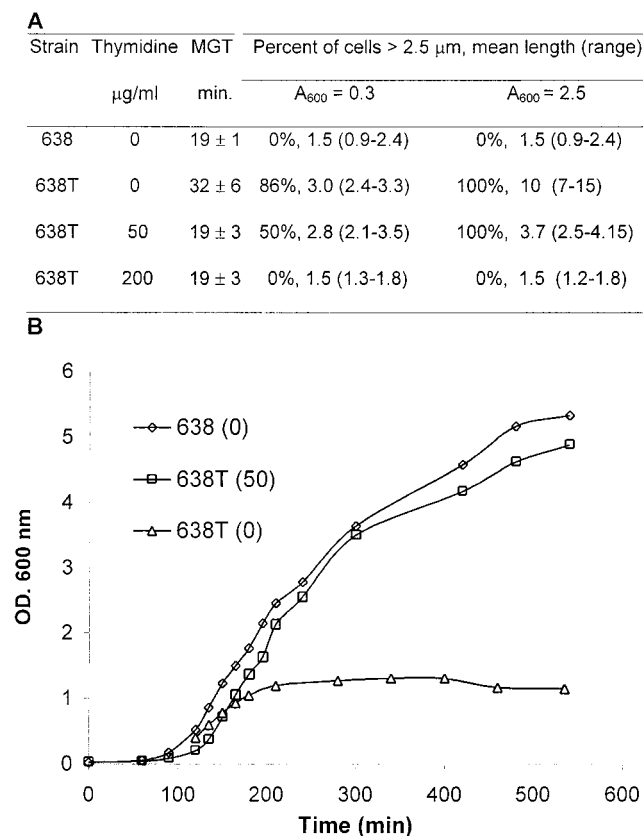 A
Strain Thymidine MGT Percent of cells > 2.5 μm, mean length (range)
μg/ml min. A600 = 0.3 A600 = 2.5
638 0 19 ± 1 0%, 1.5 (0.9-2.4) 0%, 1.5 (0.9-2.4)
638T 0 32 ± 6 86%, 3.0 (2.4-3.3) 100%, 10 (7-15)
638T 50 19 ± 3 50%, 2.8 (2.1-3.5) 100%, 3.7 (2.5-4.15)
638T 200 19 ± 3 0%, 1.5 (1.3-1.8) 0%, 1.5 (1.2-1.8)
B
6
5
4
3
2
1
0
OD. 600 nm
638 (0)
638T (50)
638T (0)
0 100 200 300 400 500 600
Time (min)